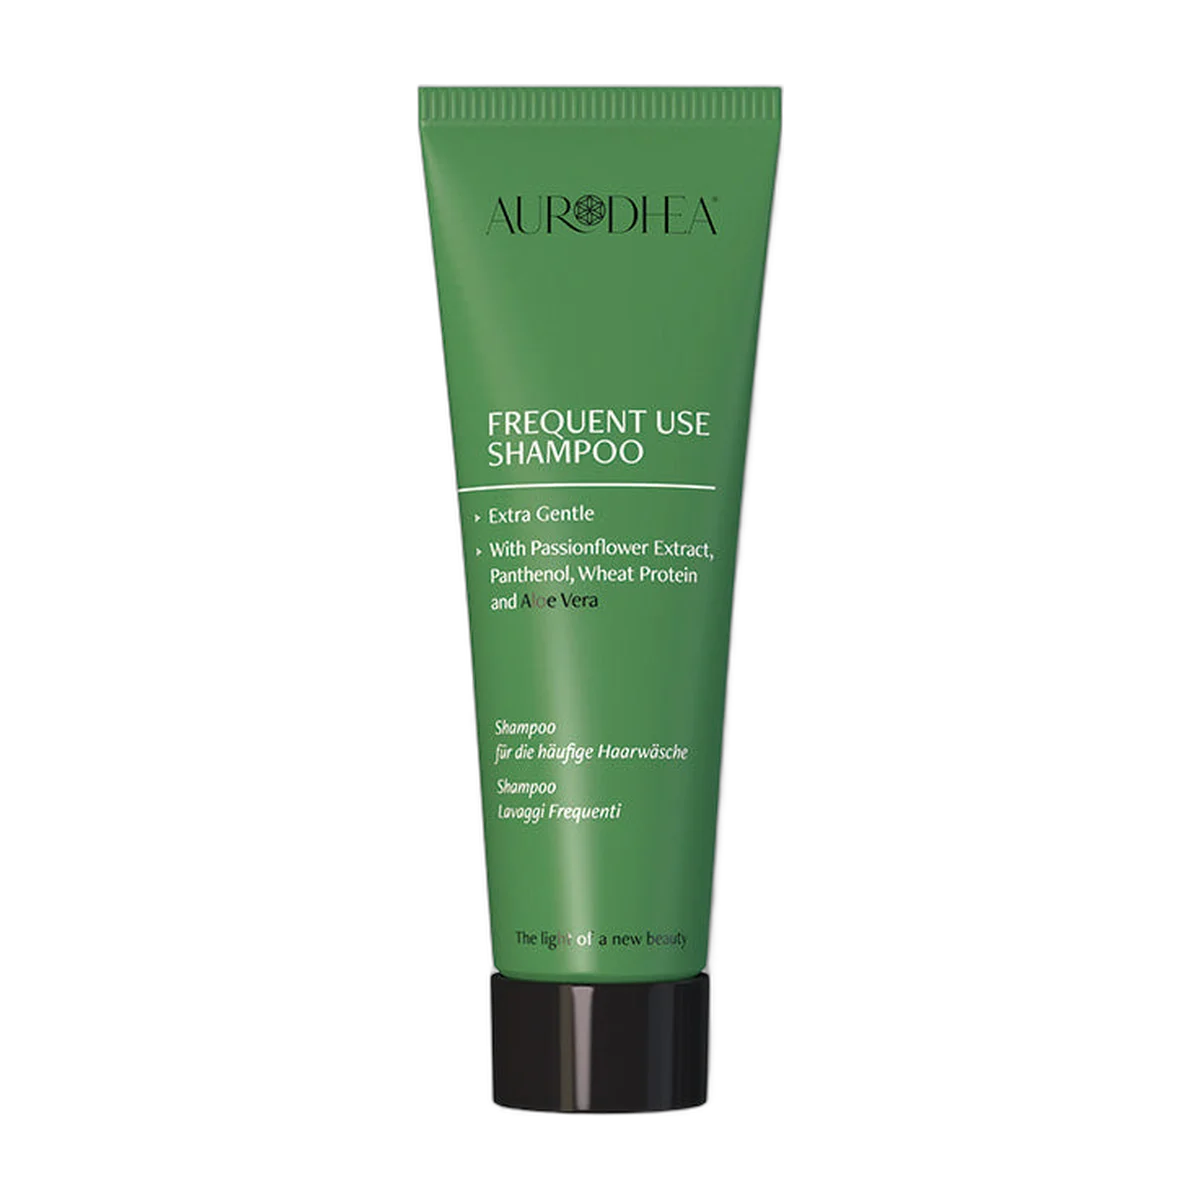 AURODHEA®
FREQUENT USE
SHAMPOO
Extra Gentle
With Passionflower Extract,
Panthenol, Wheat Protein
and Aloe Vera
Shampoo
für die häufige Haarwäsche
Shampoo
Lavaggi Frequenti
The light of a new beauty